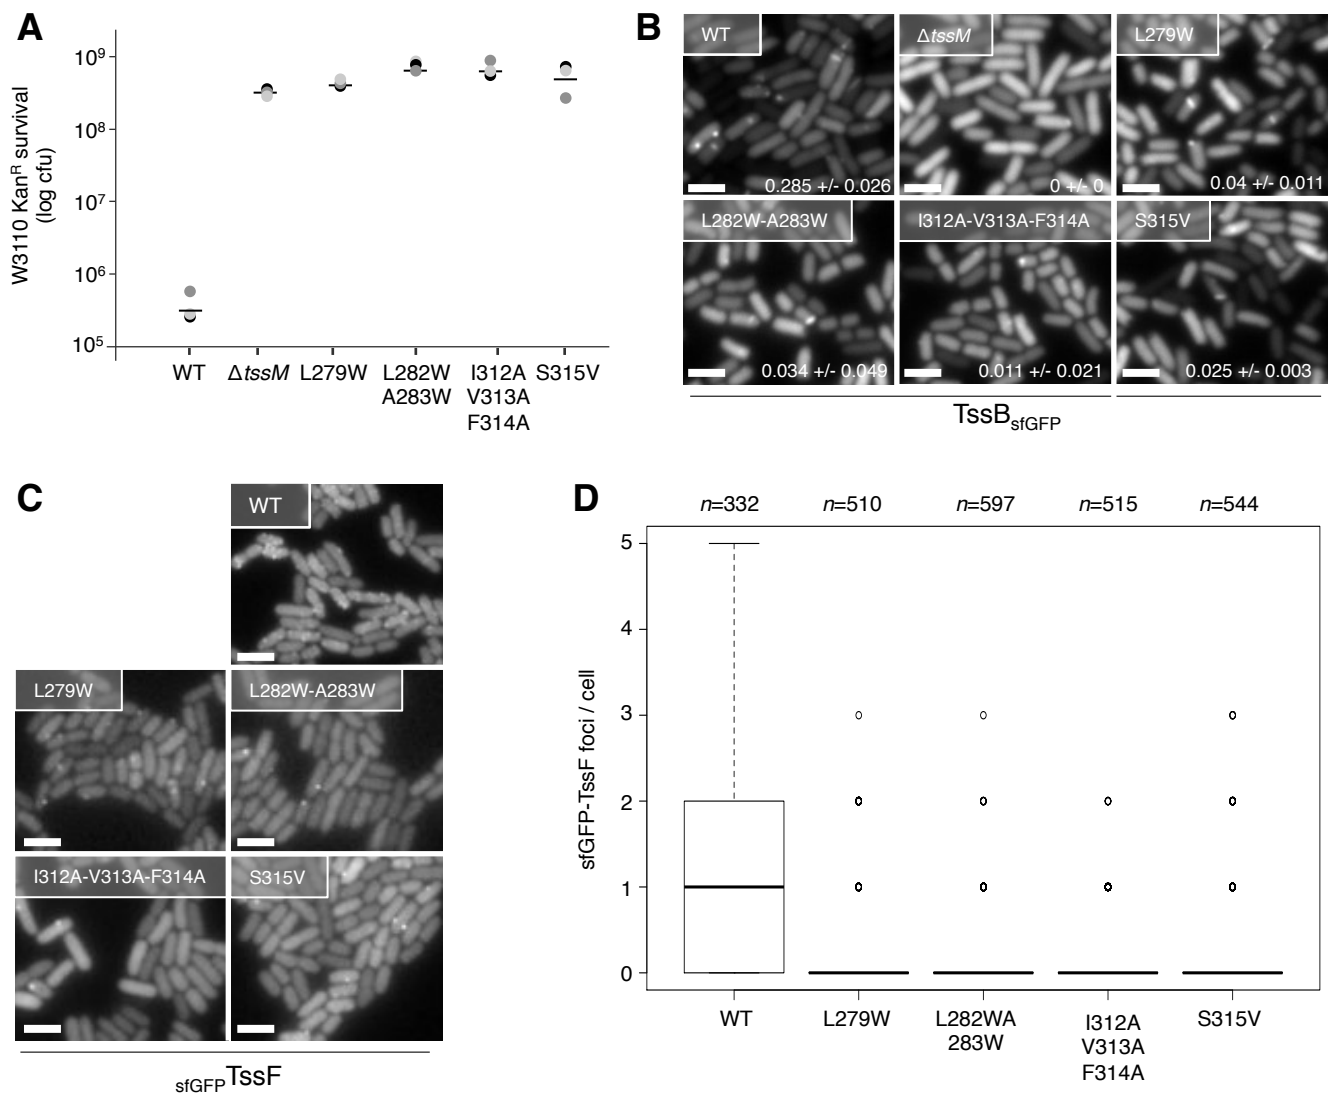 A
W3110 Kanᴿ survival
(log cfu)
10⁹
10⁸
10⁷
10⁶
10⁵
WT
ΔtssM
L279W
L282W
A283W
I312A
V313A
F314A
S315V
B
WT
0.285 +/- 0.026
ΔtssM
0 +/- 0
L279W
0.04 +/- 0.011
L282W-A283W
0.034 +/- 0.049
I312A-V313A-F314A
0.011 +/- 0.021
S315V
0.025 +/- 0.003
TssBsfGFP
C
WT
L279W
L282W-A283W
I312A-V313A-F314A
S315V
sfGFPTssF
D
n=332
n=510
n=597
n=515
n=544
sfGFP-TssF foci / cell
5
4
3
2
1
0
WT
L279W
L282WA
283W
I312A
V313A
F314A
S315V